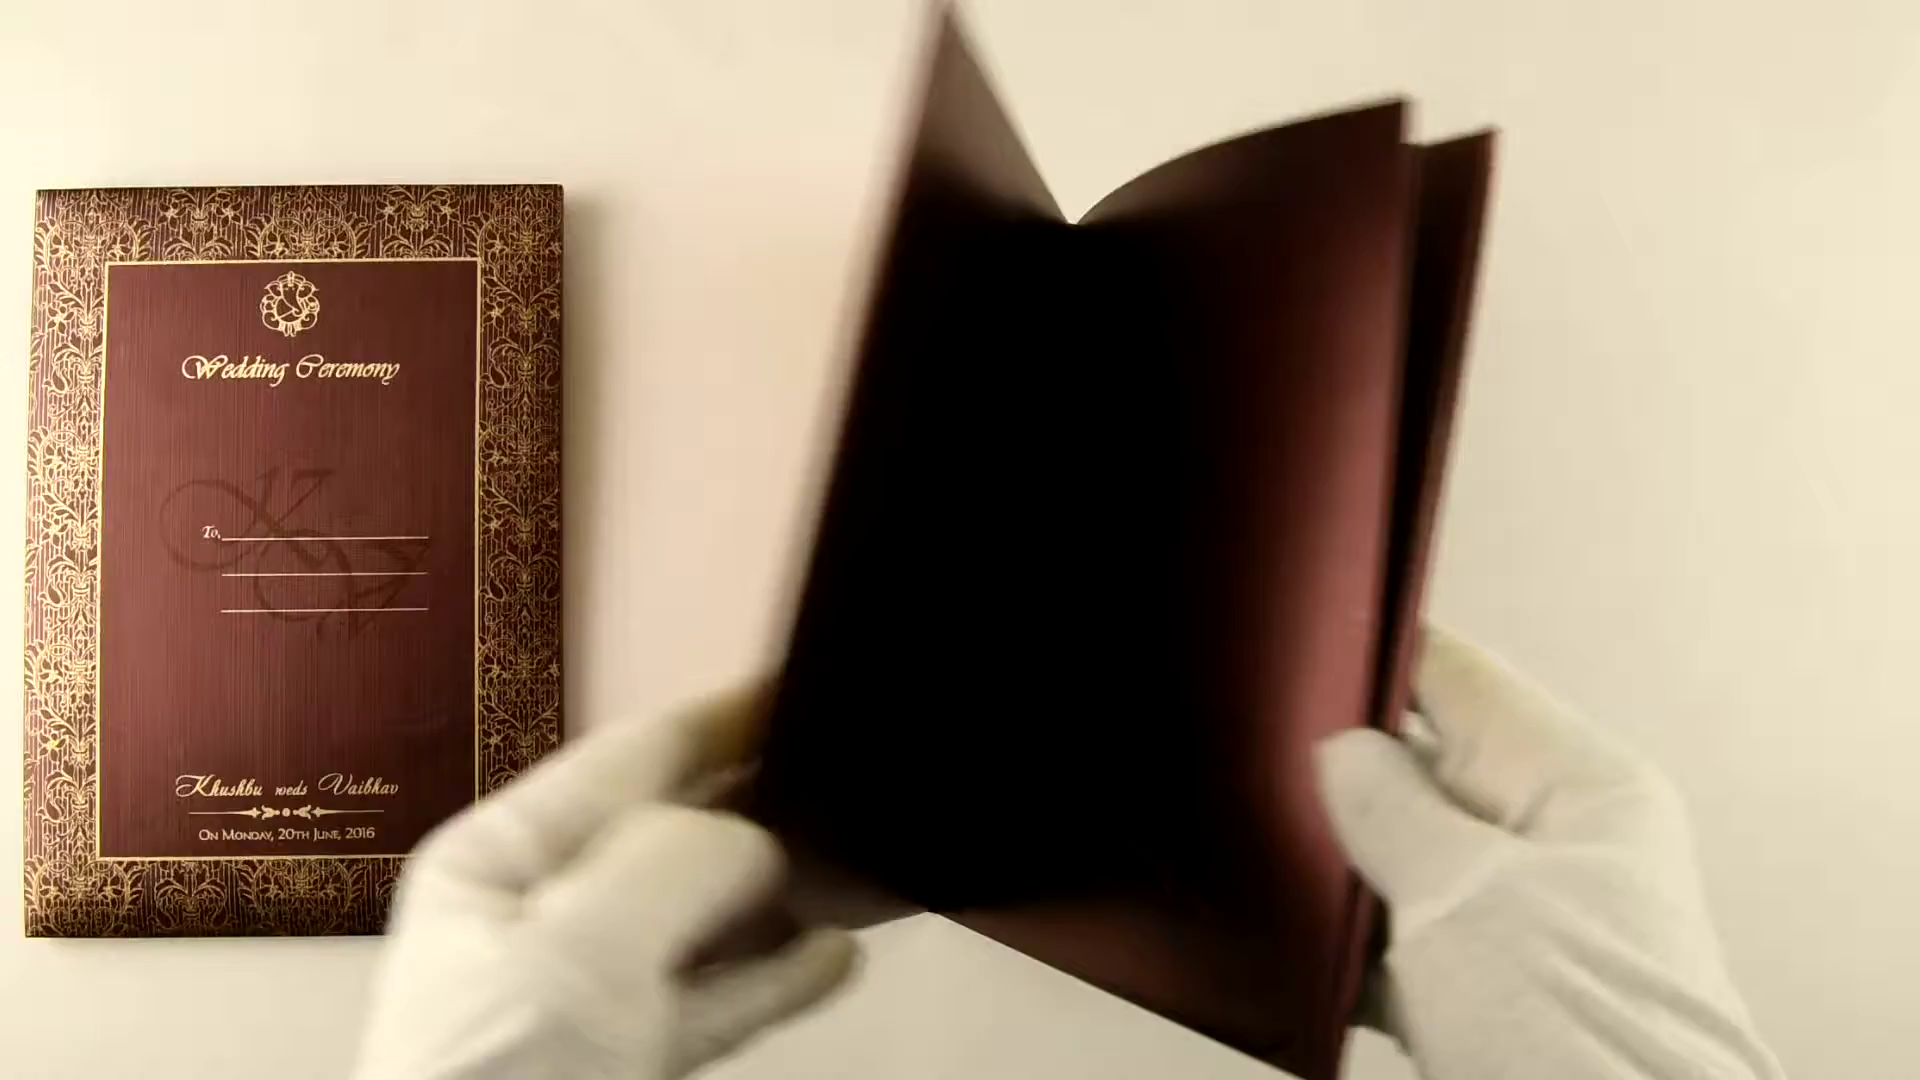 Wedding Ceremony
To,
Khushbu weds Vaibhav
On Monday, 20th June, 2016